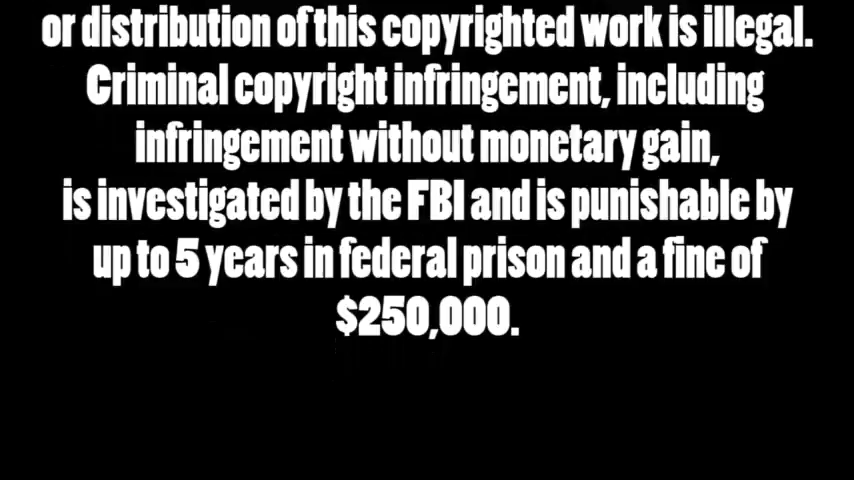 or distribution of this copyrighted work is illegal.
Criminal copyright infringement, including
infringement without monetary gain,
is investigated by the FBI and is punishable by
up to 5 years in federal prison and a fine of
$250,000.